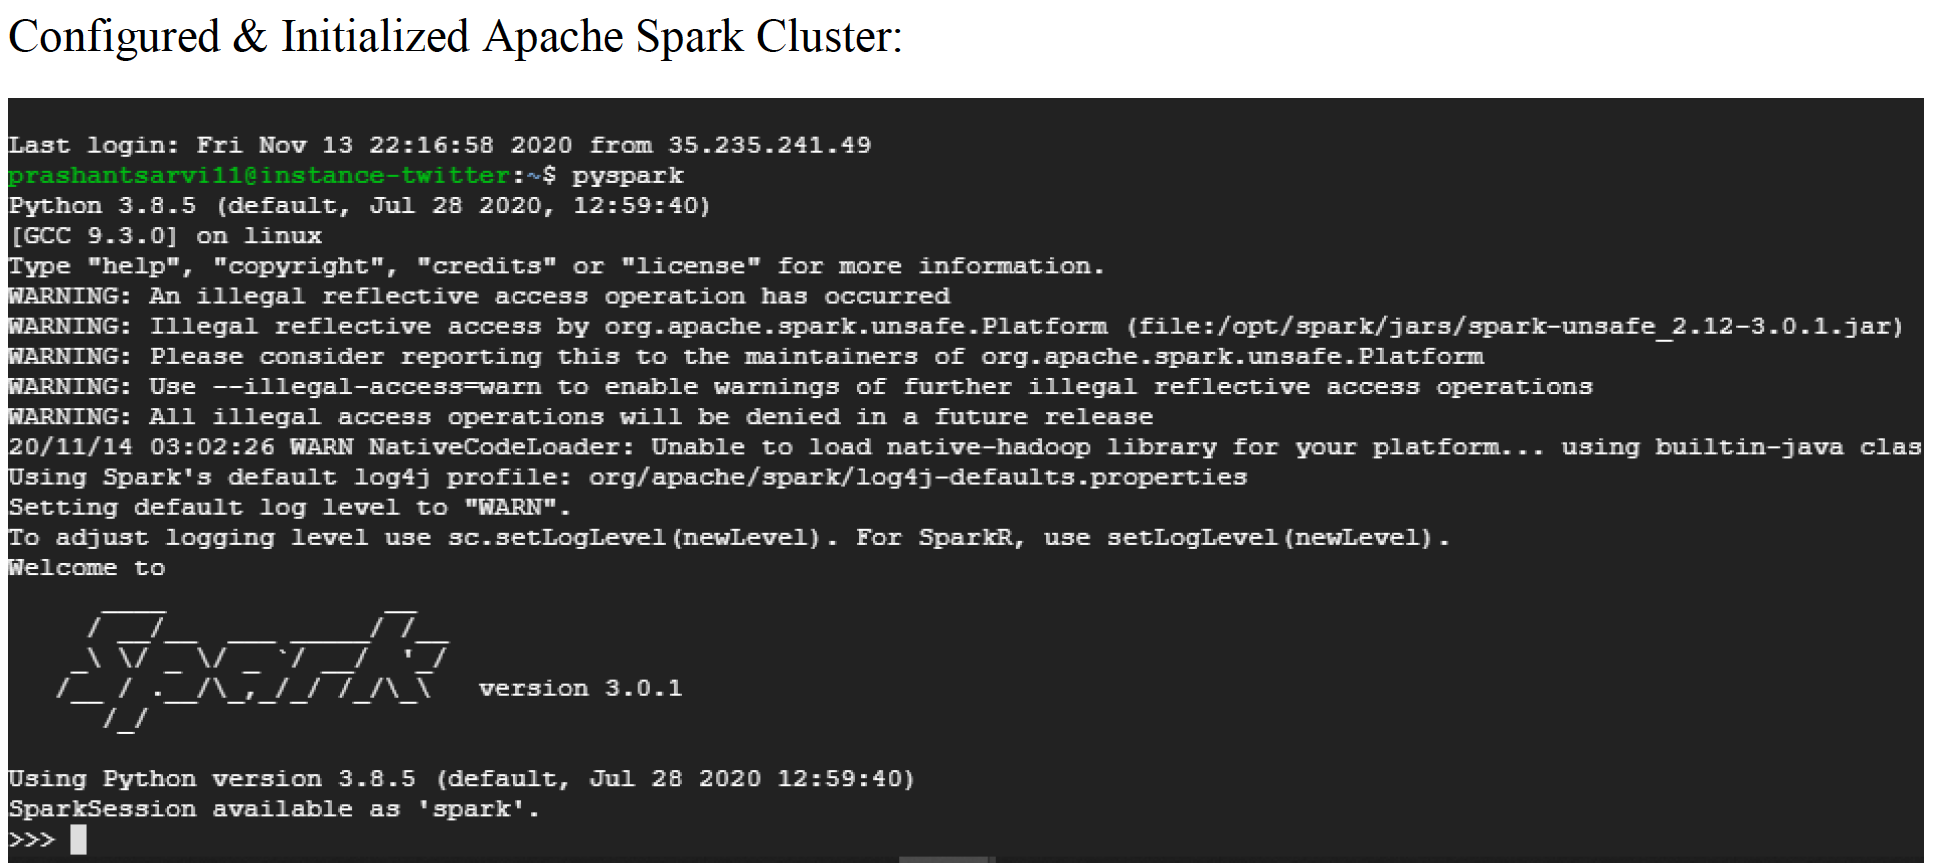 Configured & Initialized Apache Spark Cluster:
Last login: Fri Nov 13 22:16:58 2020 from 35.235.241.49
prashantsarvi11@instance-twitter:~$ pyspark
Python 3.8.5 (default, Jul 28 2020, 12:59:40)
[GCC 9.3.0] on linux
Type "help", "copyright", "credits" or "license" for more information.
WARNING: An illegal reflective access operation has occurred
WARNING: Illegal reflective access by org.apache.spark.unsafe.Platform (file:/opt/spark/jars/spark-unsafe_2.12-3.0.1.jar)
WARNING: Please consider reporting this to the maintainers of org.apache.spark.unsafe.Platform
WARNING: Use --illegal-access=warn to enable warnings of further illegal reflective access operations
WARNING: All illegal access operations will be denied in a future release
20/11/14 03:02:26 WARN NativeCodeLoader: Unable to load native-hadoop library for your platform... using builtin-java clas
Using Spark's default log4j profile: org/apache/spark/log4j-defaults.properties
Setting default log level to "WARN".
To adjust logging level use sc.setLogLevel(newLevel). For SparkR, use setLogLevel(newLevel).
Welcome to
Spark version 3.0.1
Using Python version 3.8.5 (default, Jul 28 2020 12:59:40)
SparkSession available as 'spark'.
>>>